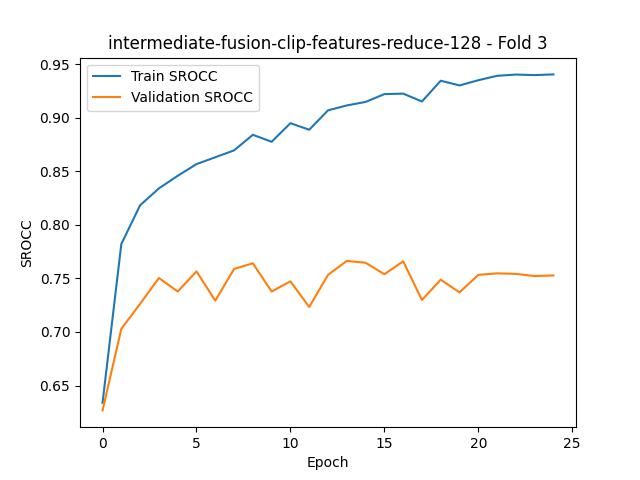 intermediate-fusion-clip-features-reduce-128 - Fold 3
Train SROCC
Validation SROCC
0.95
0.90
0.85
0.80
0.75
0.70
0.65
SROCC
0 5 10 15 20 25
Epoch